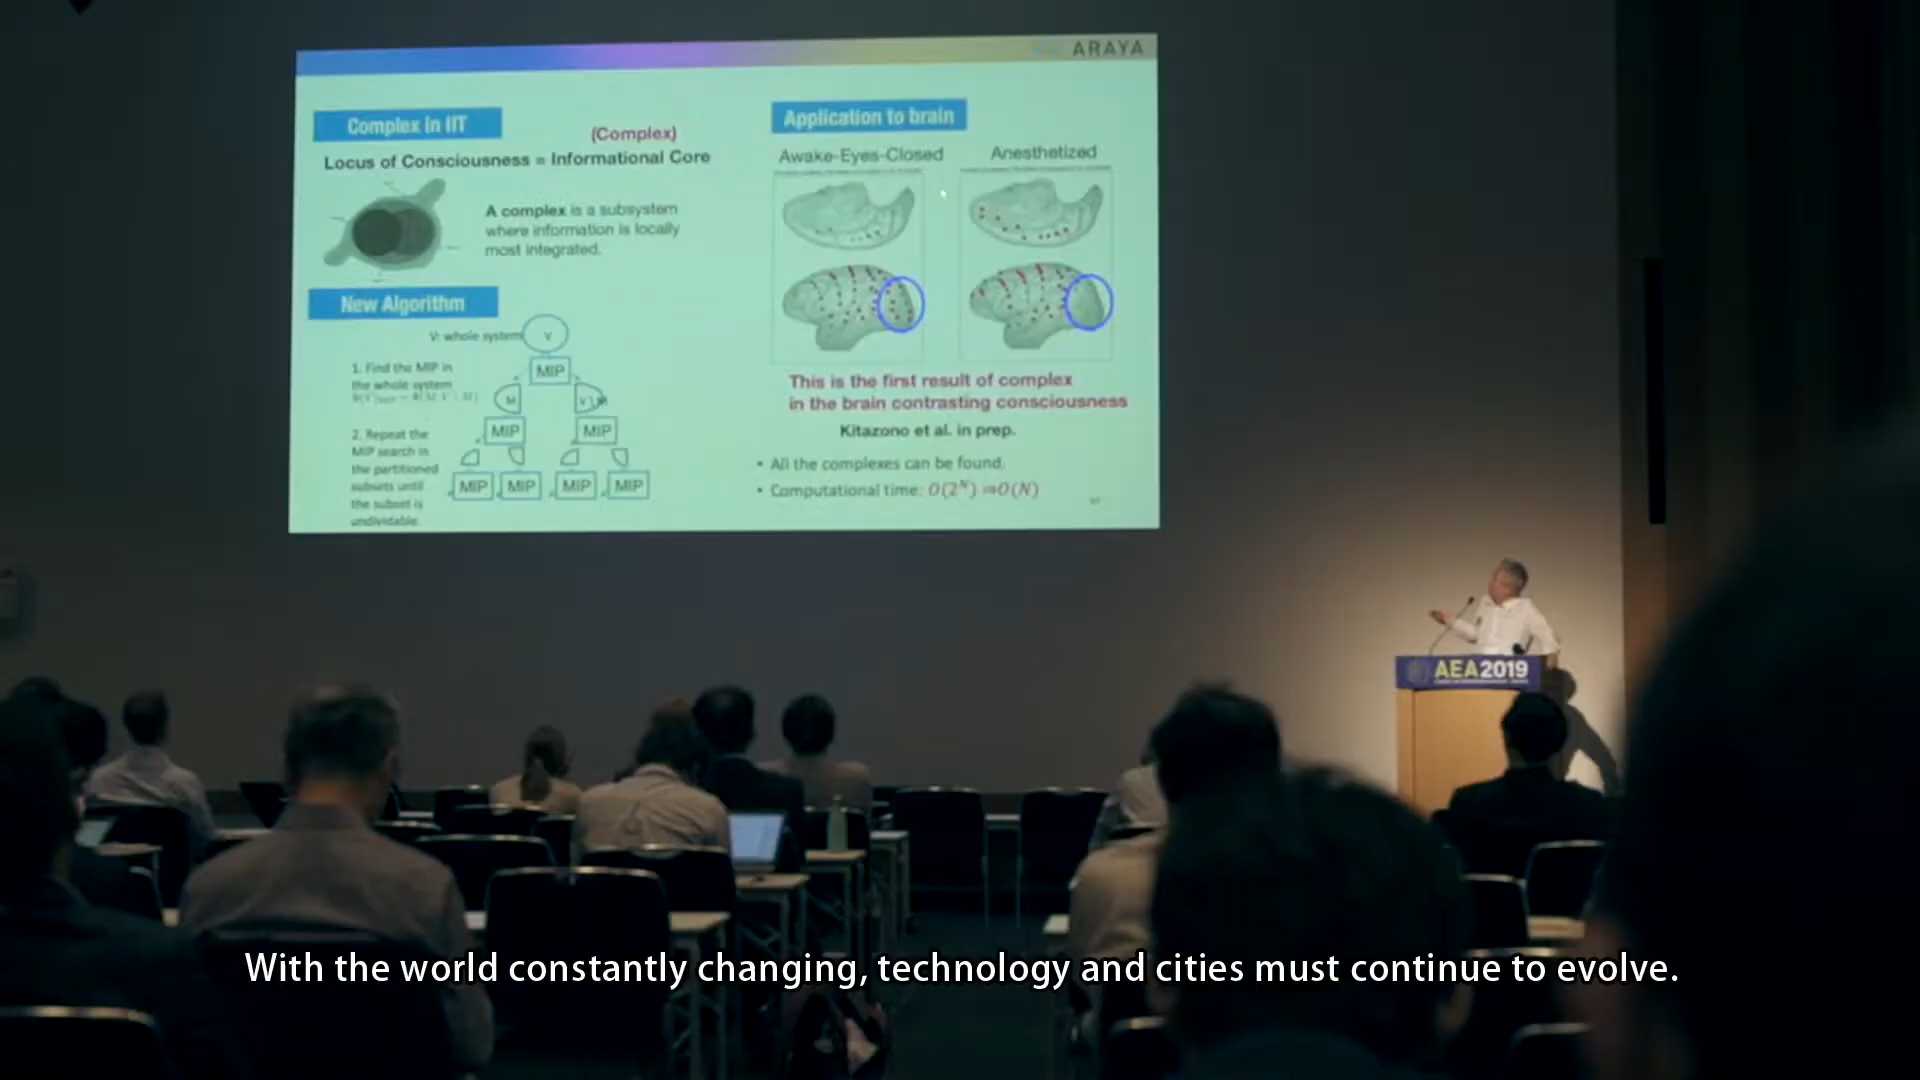 ARAYA
Complex in IIT
(Complex)
Locus of Consciousness = Informational Core
A complex is a subsystem
where information is locally
most integrated.
New Algorithm
V: whole system
V
1. Find the MIP in
the whole system
MIP
M
2. Repeat the
MIP search in
the partitioned
subsets until
the subset is
undividable.
MIP
MIP
MIP
MIP
MIP
MIP
Application to brain
Awake-Eyes-Closed
Anesthetized
This is the first result of complex
in the brain contrasting consciousness
Kitazono et al. in prep.
• All the complexes can be found.
• Computational time: O(2^N) ⇒O(N)
AEA2019
With the world constantly changing, technology and cities must continue to evolve.